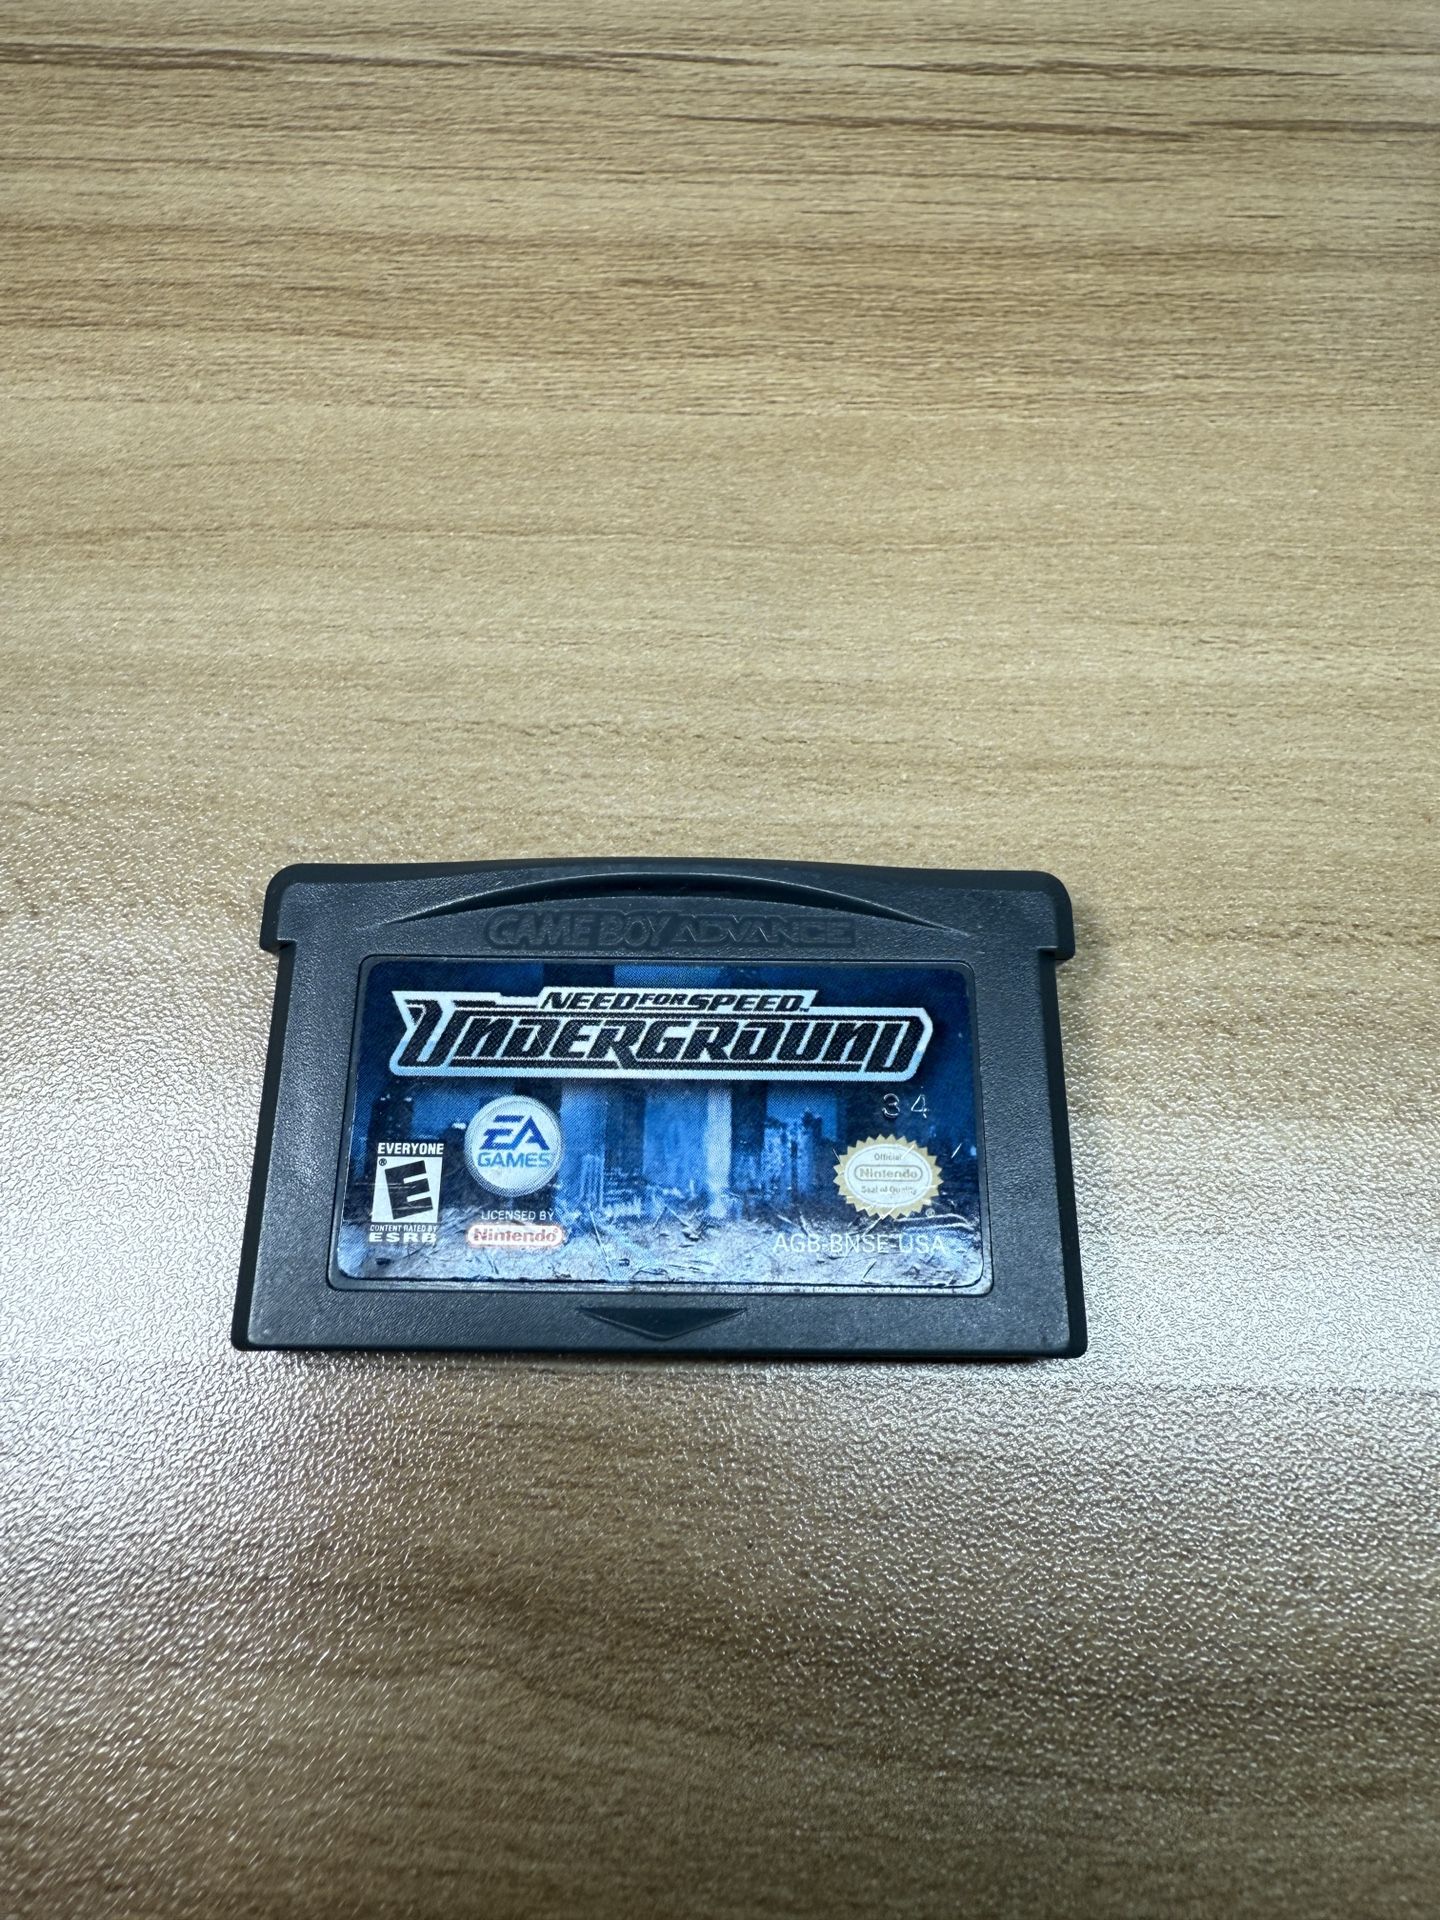 GAME BOY ADVANCE
NEED FOR SPEED™
UNDERGROUND
34
EVERYONE
E
®
CONTENT RATED BY
ESRB
EA
GAMES
LICENSED BY
Nintendo
Official
Nintendo
Seal of Quality
®
AGB-BNSE-USA